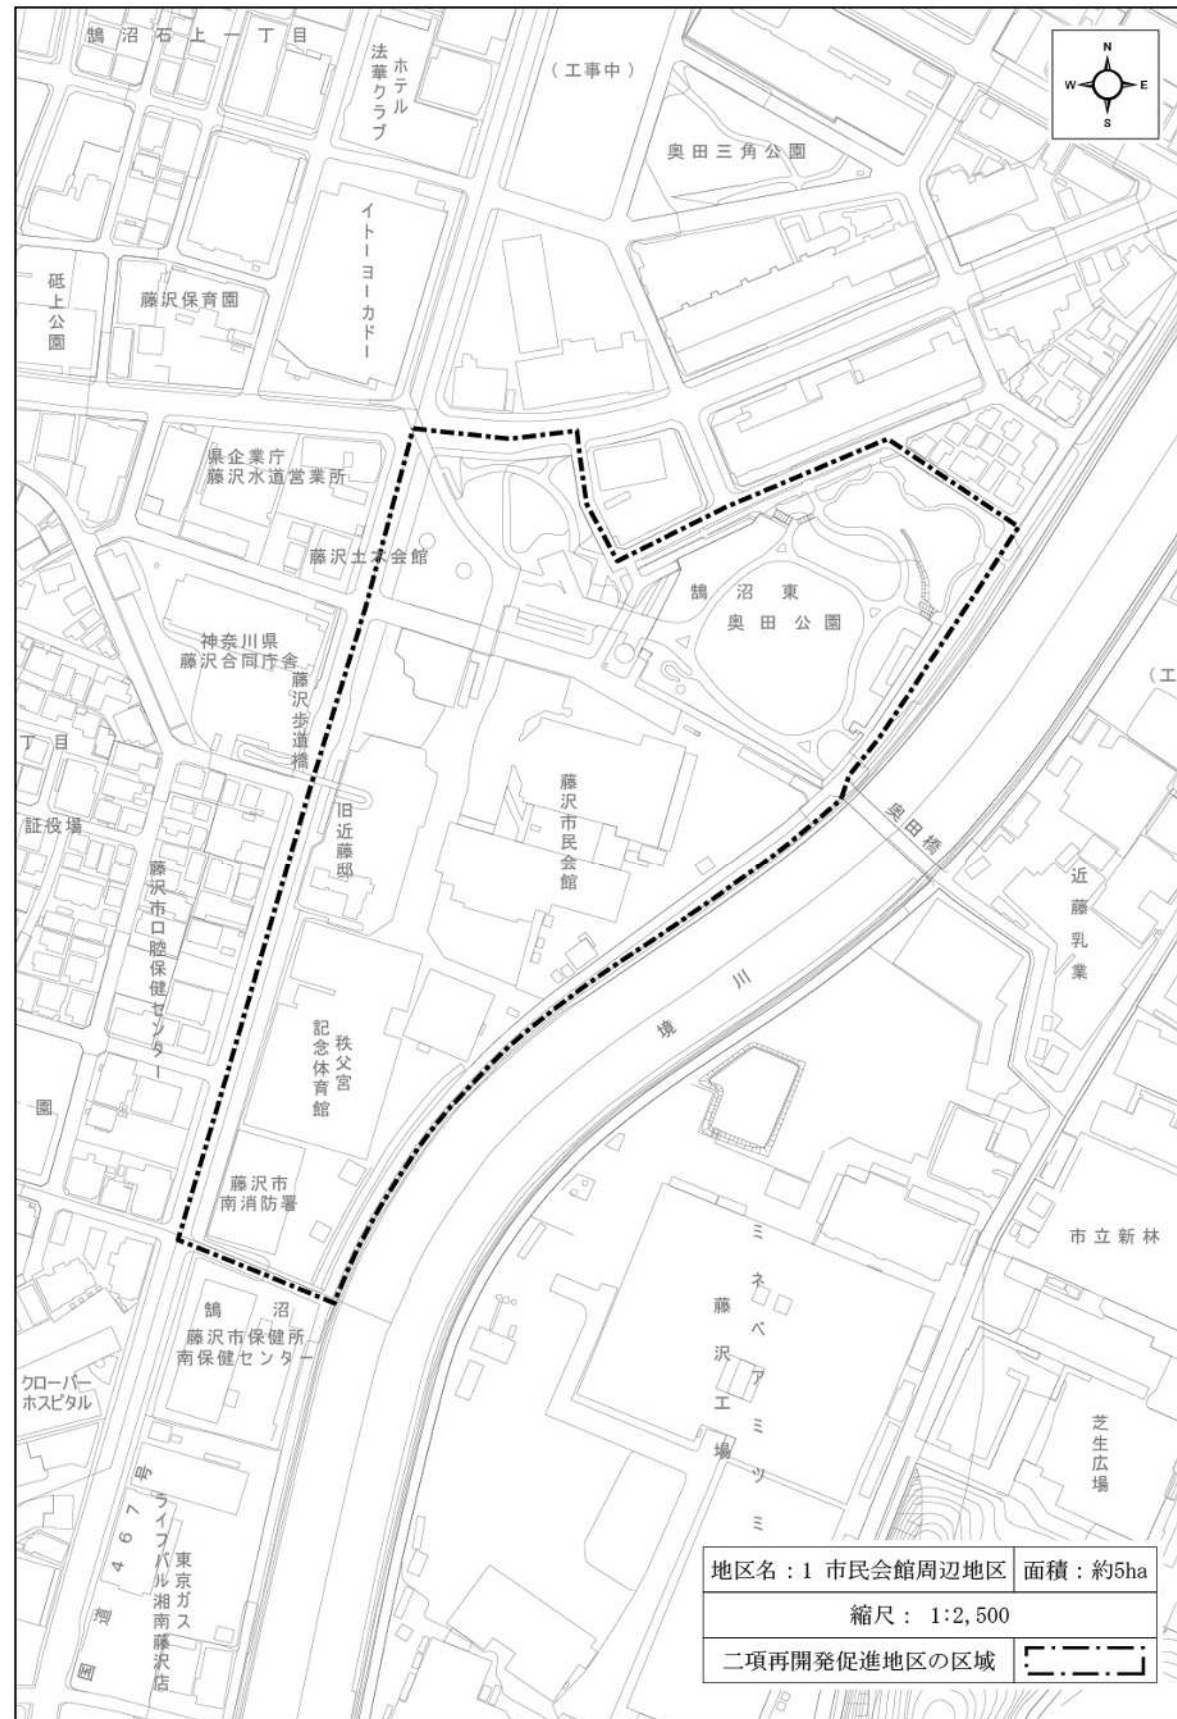 鵠沼石上一丁目
ホテル
法華クラブ
（工事中）
N
W
E
S
奥田三角公園
イトーヨーカドー
砥上公園
藤沢保育園
県企業庁
藤沢水道営業所
藤沢土木会館
鵠沼東
奥田公園
神奈川県
藤沢合同庁舎
藤沢歩道橋
（工
丁目
旧近藤邸
藤沢市民会館
証役場
奥田橋
藤沢市口腔保健センター
近藤乳業
境川
秩父宮
記念体育館
園
藤沢市
南消防署
市立新林
鵠沼
藤沢市保健所
南保健センター
ミネベアミツミ
藤沢工場
クローバー
ホスピタル
芝生広場
国道467号
東京ガス
ライフバル湘南藤沢店
地区名：1 市民会館周辺地区
面積：約5ha
縮尺： 1:2,500
二項再開発促進地区の区域